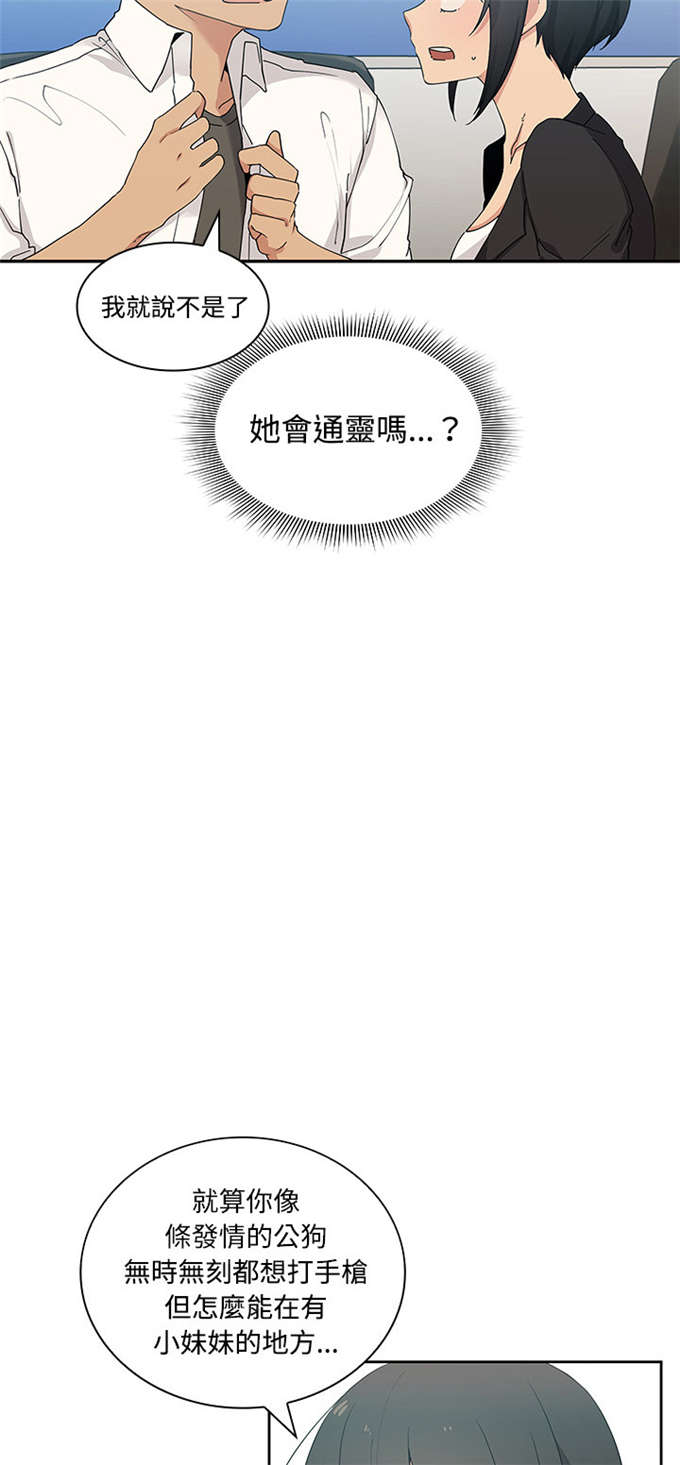 我就說不是了
她會通靈嗎...？
就算你像
條發情的公狗
無時無刻都想打手槍
但怎麼能在有
小妹妹的地方...